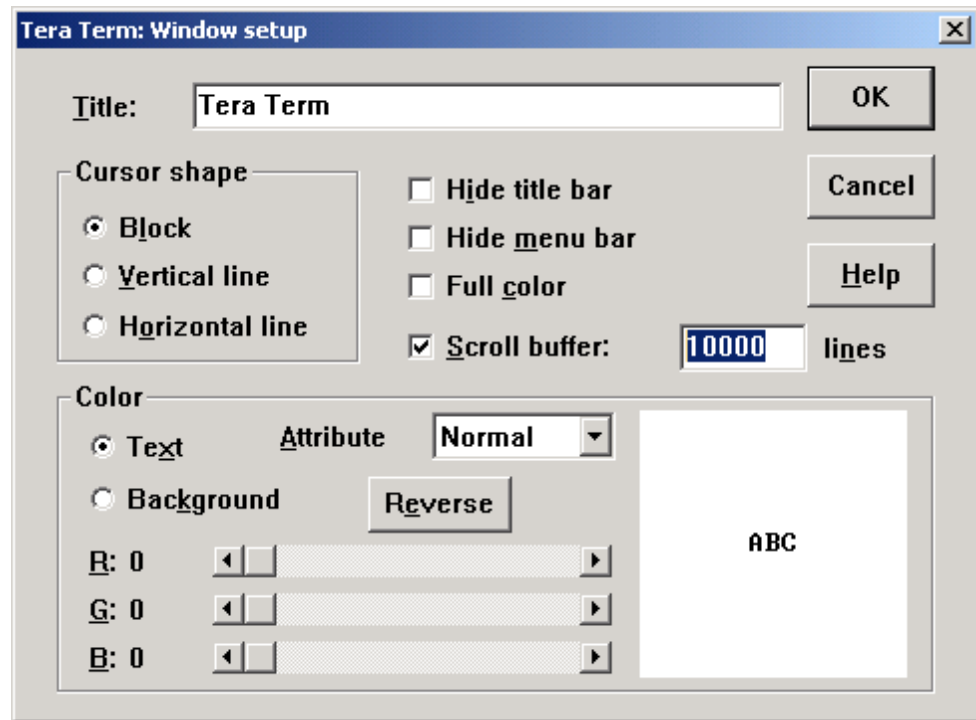 Tera Term: Window setup
Title: Tera Term
OK
Cursor shape
Block
Vertical line
Horizontal line
Hide title bar
Hide menu bar
Full color
Scroll buffer: 10000 lines
Cancel
Help
Color
Text
Attribute Normal
Background
Reverse
R: 0
G: 0
B: 0
ABC